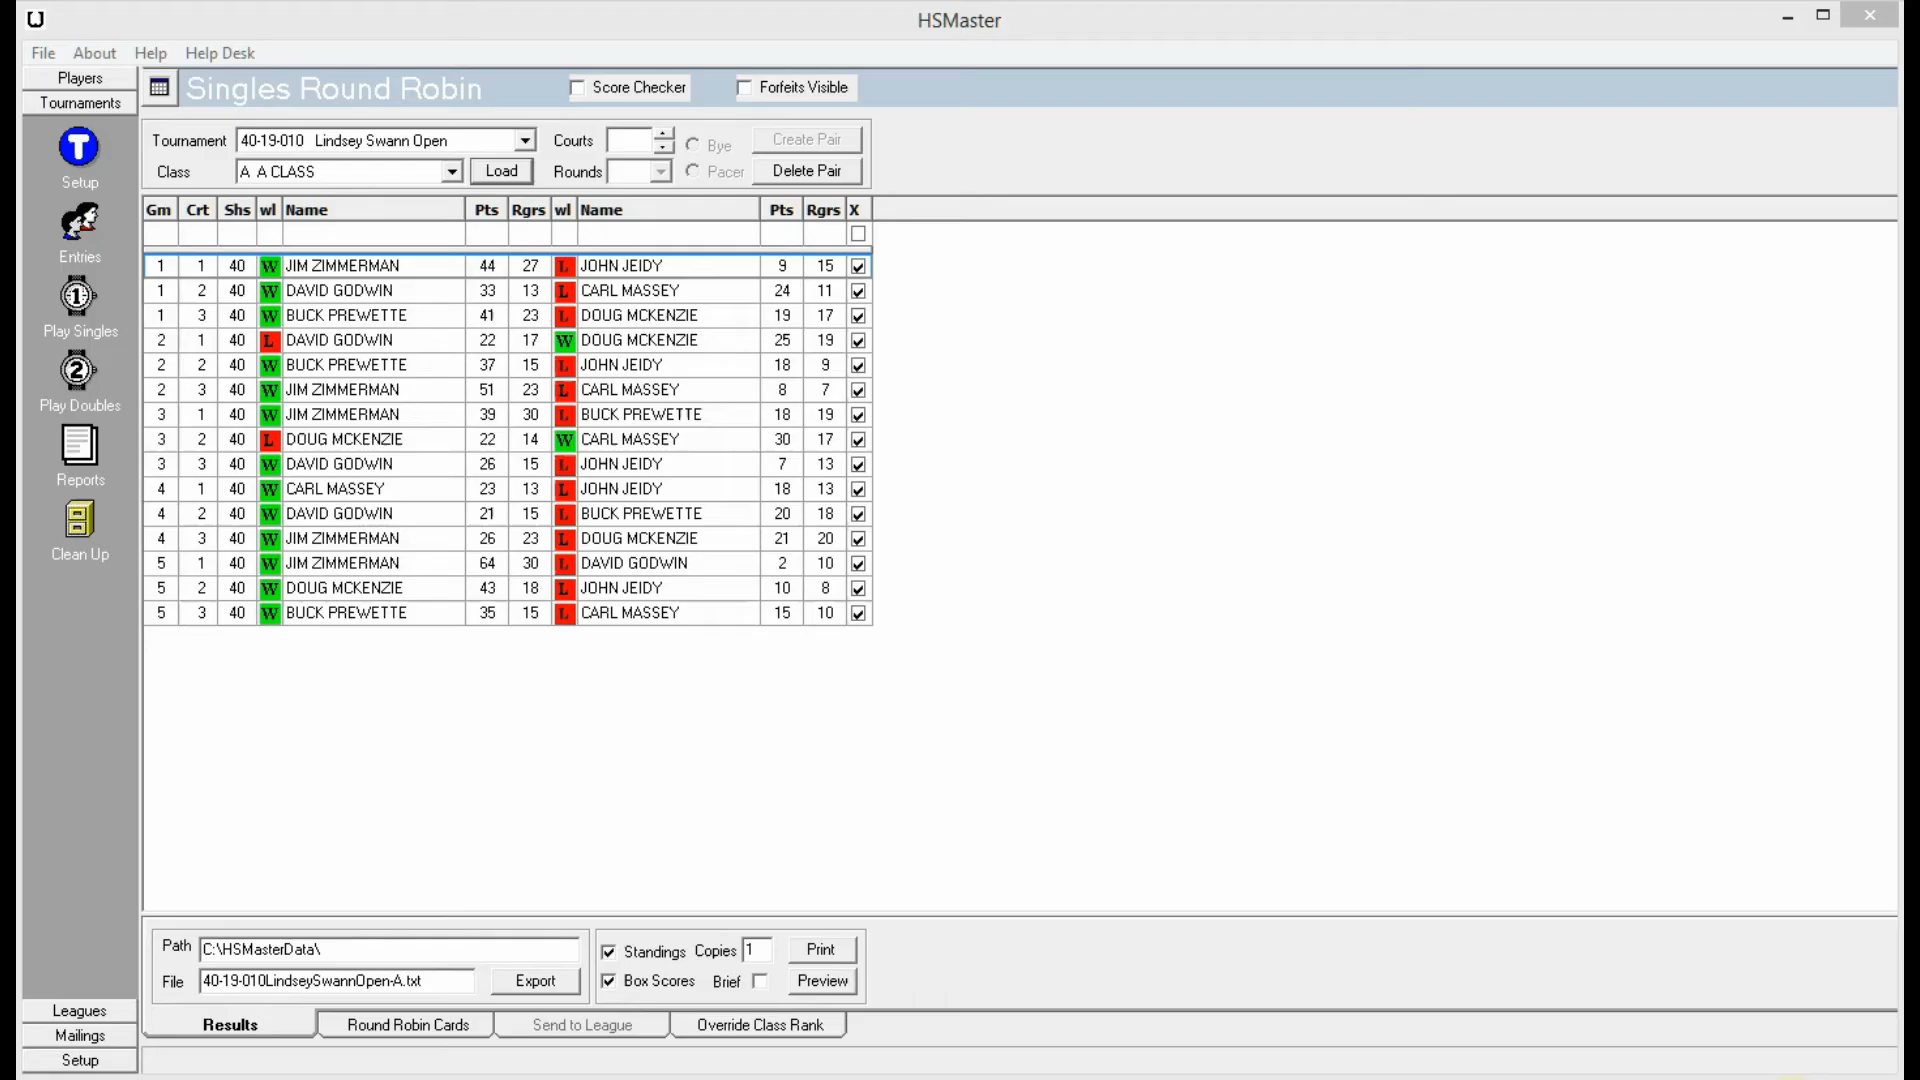 HSMaster
File About Help Help Desk
Players
Tournaments
Setup
Entries
Play Singles
Play Doubles
Reports
Clean Up
Leagues
Mailings
Setup
Singles Round Robin Score Checker Forfeits Visible
Tournament 40-19-010 Lindsey Swann Open Courts Bye Create Pair
Class A A CLASS Load Rounds Pacer Delete Pair
Gm Crt Shs wl Name Pts Rgrs wl Name Pts Rgrs X
1 1 40 W JIM ZIMMERMAN 44 27 L JOHN JEIDY 9 15
1 2 40 W DAVID GODWIN 33 13 L CARL MASSEY 24 11
1 3 40 W BUCK PREWETTE 41 23 L DOUG MCKENZIE 19 17
2 1 40 L DAVID GODWIN 22 17 W DOUG MCKENZIE 25 19
2 2 40 W BUCK PREWETTE 37 15 L JOHN JEIDY 18 9
2 3 40 W JIM ZIMMERMAN 51 23 L CARL MASSEY 8 7
3 1 40 W JIM ZIMMERMAN 39 30 L BUCK PREWETTE 18 19
3 2 40 L DOUG MCKENZIE 22 14 W CARL MASSEY 30 17
3 3 40 W DAVID GODWIN 26 15 L JOHN JEIDY 7 13
4 1 40 W CARL MASSEY 23 13 L JOHN JEIDY 18 13
4 2 40 W DAVID GODWIN 21 15 L BUCK PREWETTE 20 18
4 3 40 W JIM ZIMMERMAN 26 23 L DOUG MCKENZIE 21 20
5 1 40 W JIM ZIMMERMAN 64 30 L DAVID GODWIN 2 10
5 2 40 W DOUG MCKENZIE 43 18 L JOHN JEIDY 10 8
5 3 40 W BUCK PREWETTE 35 15 L CARL MASSEY 15 10
Path C:\HSMasterData\ Standings Copies 1 Print
File 40-19-010LindseySwannOpen-A.txt Export Box Scores Brief Preview
Results Round Robin Cards Send to League Override Class Rank